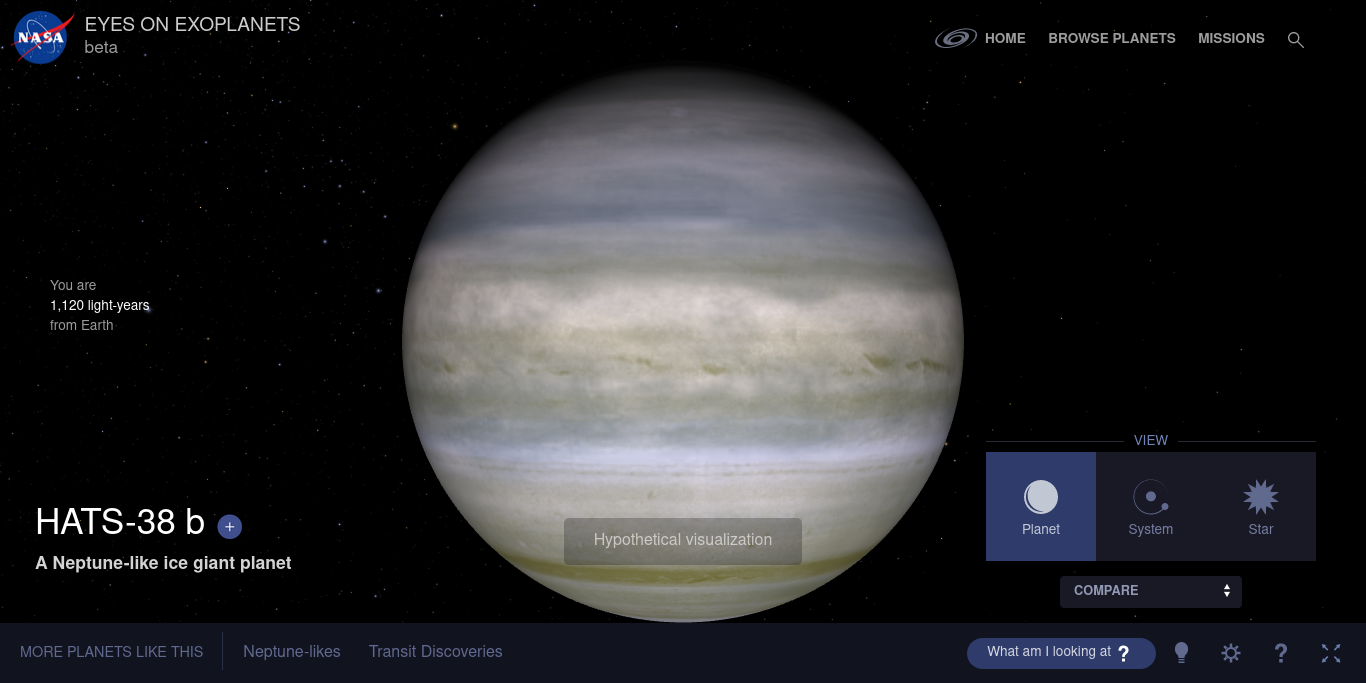 NASA
EYES ON EXOPLANETS
beta
HOME
BROWSE PLANETS
MISSIONS
You are
1,120 light-years
from Earth
HATS-38 b +
A Neptune-like ice giant planet
Hypothetical visualization
VIEW
Planet
System
Star
COMPARE
MORE PLANETS LIKE THIS
Neptune-likes
Transit Discoveries
What am I looking at ?
?